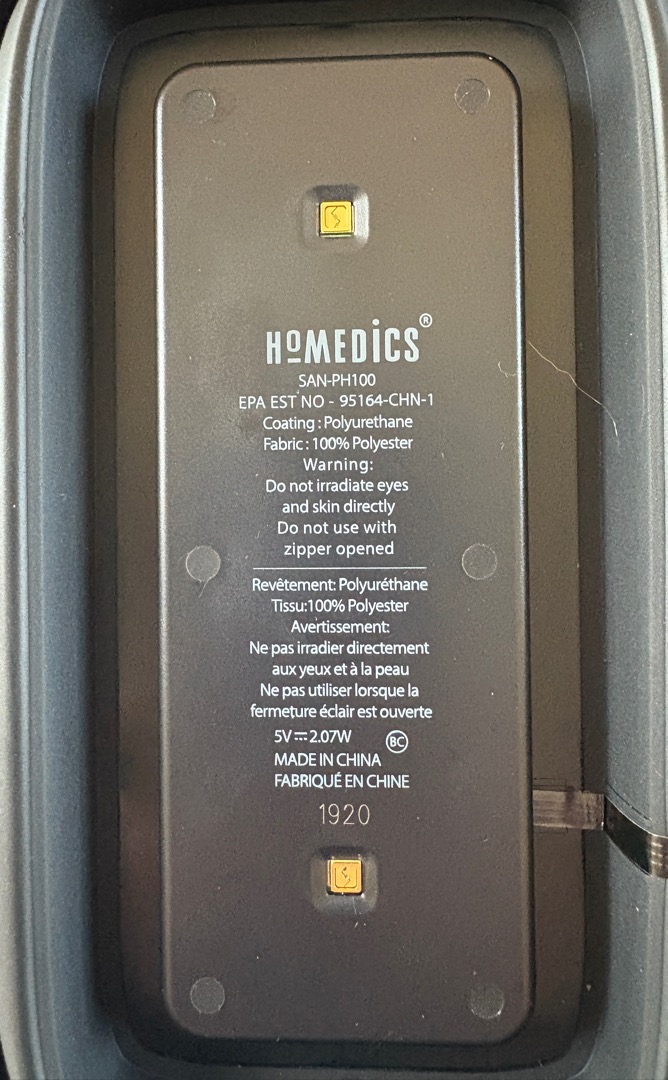 HoMEDiCS®
SAN-PH100
EPA EST NO - 95164-CHN-1
Coating : Polyurethane
Fabric : 100% Polyester
Warning:
Do not irradiate eyes
and skin directly
Do not use with
zipper opened
Revêtement: Polyuréthane
Tissu:100% Polyester
Avertissement:
Ne pas irradier directement
aux yeux et à la peau
Ne pas utiliser lorsque la
fermeture éclair est ouverte
5V⎓2.07W BC
MADE IN CHINA
FABRIQUÉ EN CHINE
1920